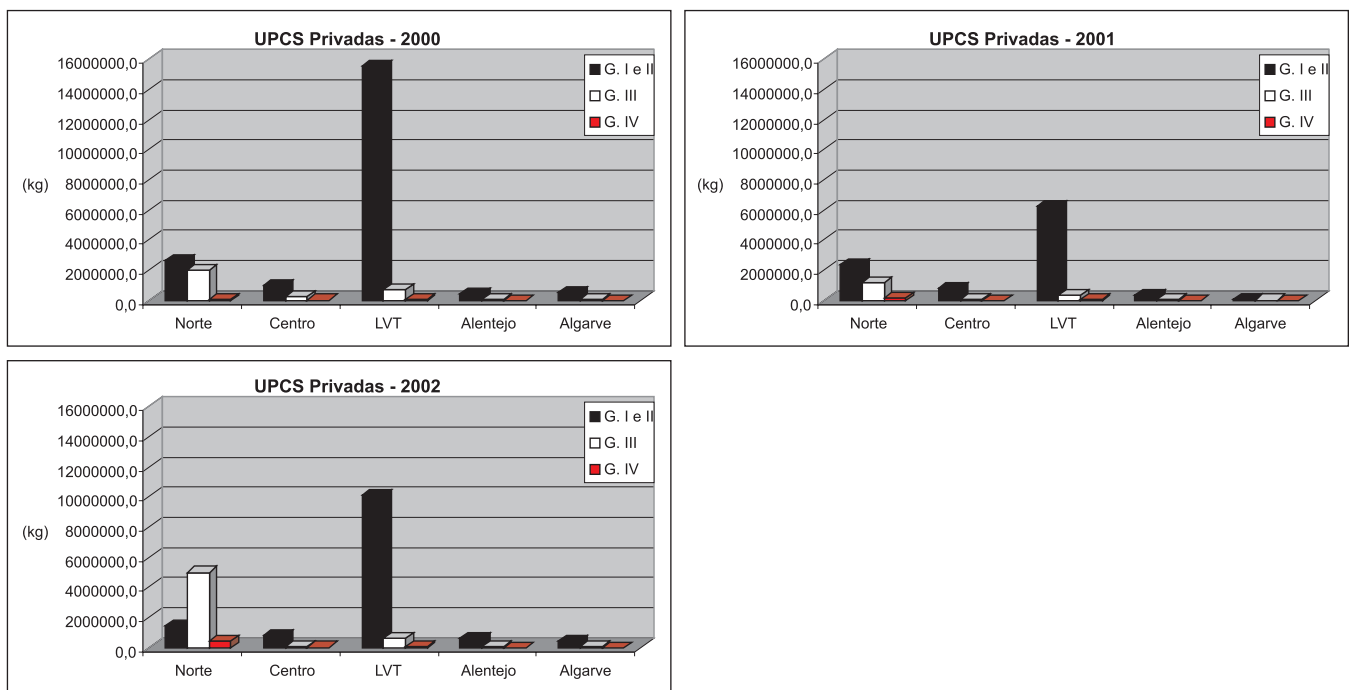 UPCS Privadas - 2000
16000000,0
14000000,0
12000000,0
10000000,0
8000000,0
6000000,0
4000000,0
2000000,0
0,0
(kg)
G. I e II
G. III
G. IV
Norte Centro LVT Alentejo Algarve
UPCS Privadas - 2001
16000000,0
14000000,0
12000000,0
10000000,0
8000000,0
6000000,0
4000000,0
2000000,0
0,0
(kg)
G. I e II
G. III
G. IV
Norte Centro LVT Alentejo Algarve
UPCS Privadas - 2002
16000000,0
14000000,0
12000000,0
10000000,0
8000000,0
6000000,0
4000000,0
2000000,0
0,0
(kg)
G. I e II
G. III
G. IV
Norte Centro LVT Alentejo Algarve